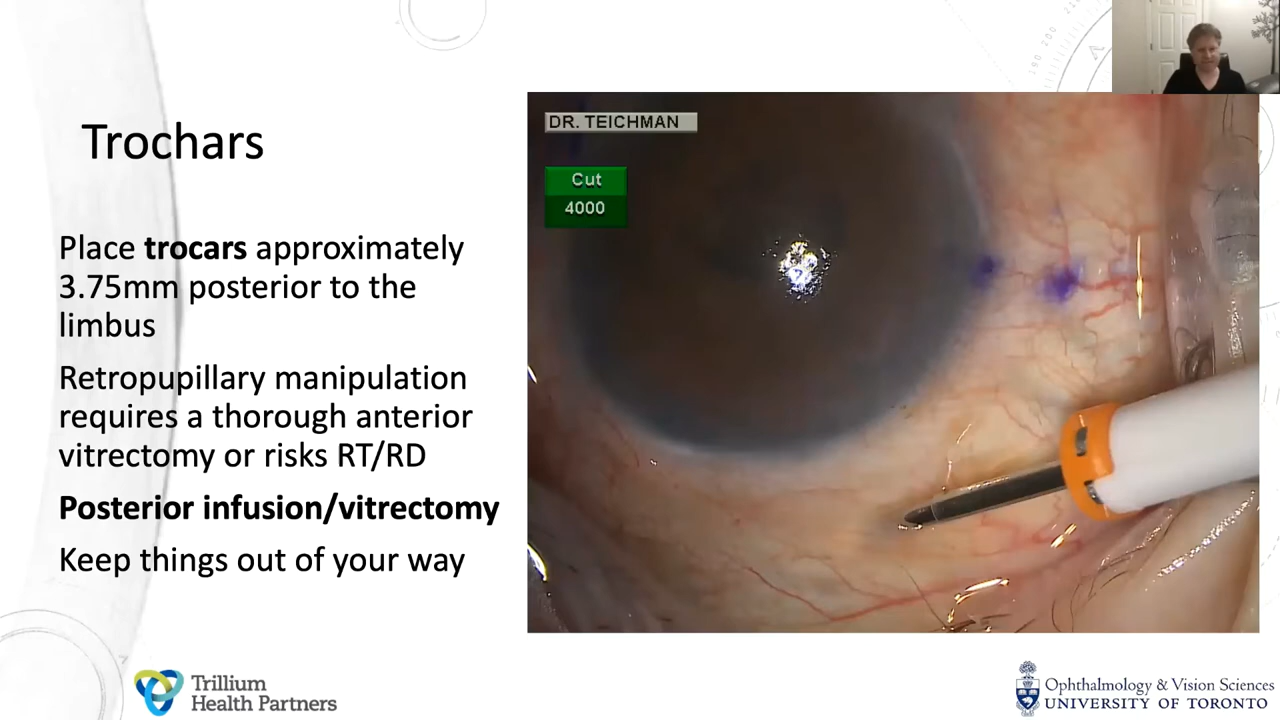 Trochars
Place trocars approximately
3.75mm posterior to the
limbus
Retropupillary manipulation
requires a thorough anterior
vitrectomy or risks RT/RD
Posterior infusion/vitrectomy
Keep things out of your way
DR. TEICHMAN
Cut
4000
Trillium
Health Partners
Ophthalmology & Vision Sciences
UNIVERSITY OF TORONTO